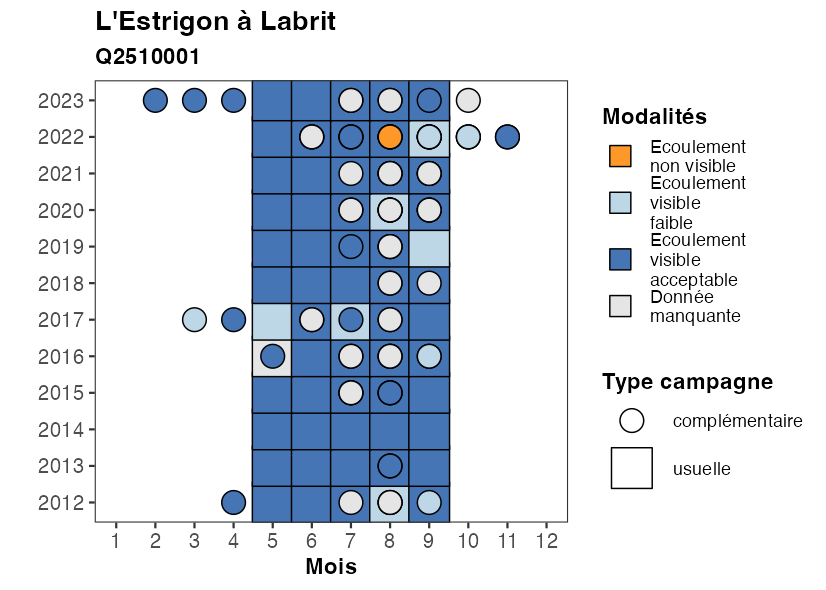 L'Estrigon à Labrit
Q2510001
2023
2022
2021
2020
2019
2018
2017
2016
2015
2014
2013
2012
1 2 3 4 5 6 7 8 9 10 11 12
Mois
Modalités
Ecoulement
non visible
Ecoulement
visible
faible
Ecoulement
visible
acceptable
Donnée
manquante
Type campagne
complémentaire
usuelle